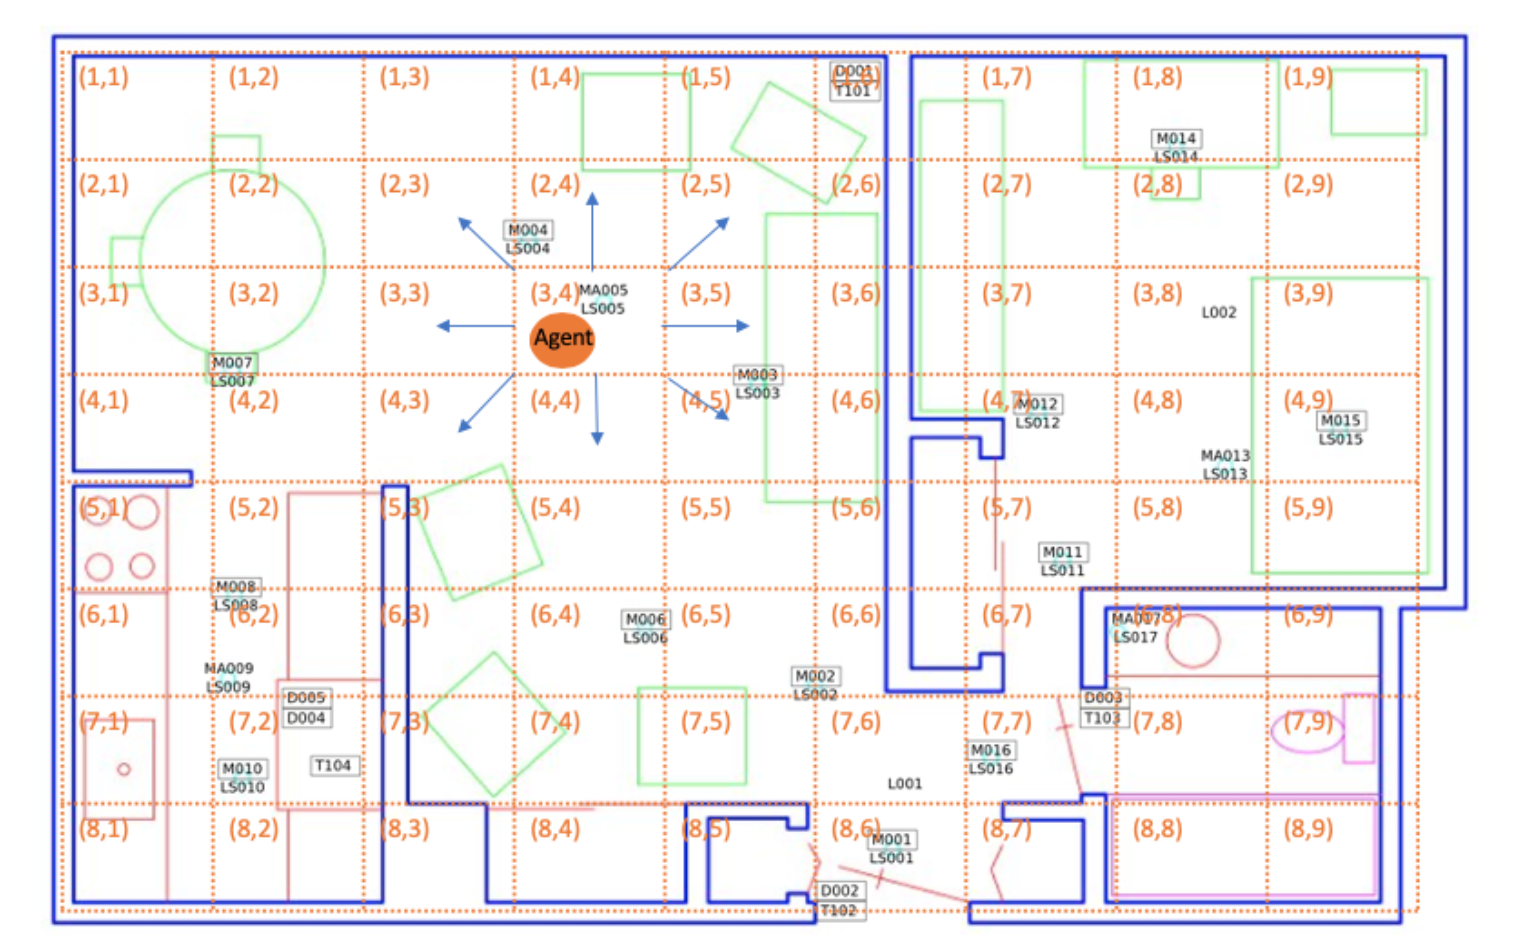 (1,1) (1,2) (1,3) (1,4) (1,5) (1,6) (1,7) (1,8) (1,9)
D001
T101
M014
LS014
(2,1) (2,2) (2,3) (2,4) (2,5) (2,6) (2,7) (2,8) (2,9)
M004
LS004
(3,1) (3,2) (3,3) (3,4) (3,5) (3,6) (3,7) (3,8) (3,9)
MA005
LS005
L002
Agent
M007
LS007
M003
LS003
(4,1) (4,2) (4,3) (4,4) (4,5) (4,6) (4,7) (4,8) (4,9)
M012
LS012
M015
LS015
MA013
LS013
(5,1) (5,2) (5,3) (5,4) (5,5) (5,6) (5,7) (5,8) (5,9)
M011
LS011
M008
LS008
(6,1) (6,2) (6,3) (6,4) (6,5) (6,6) (6,7) (6,8) (6,9)
M006
LS006
MA017
LS017
MA009
LS009
M002
LS002
D005
D004
D003
T103
(7,1) (7,2) (7,3) (7,4) (7,5) (7,6) (7,7) (7,8) (7,9)
M016
LS016
M010
LS010
T104
L001
(8,1) (8,2) (8,3) (8,4) (8,5) (8,6) (8,7) (8,8) (8,9)
M001
LS001
D002
T102